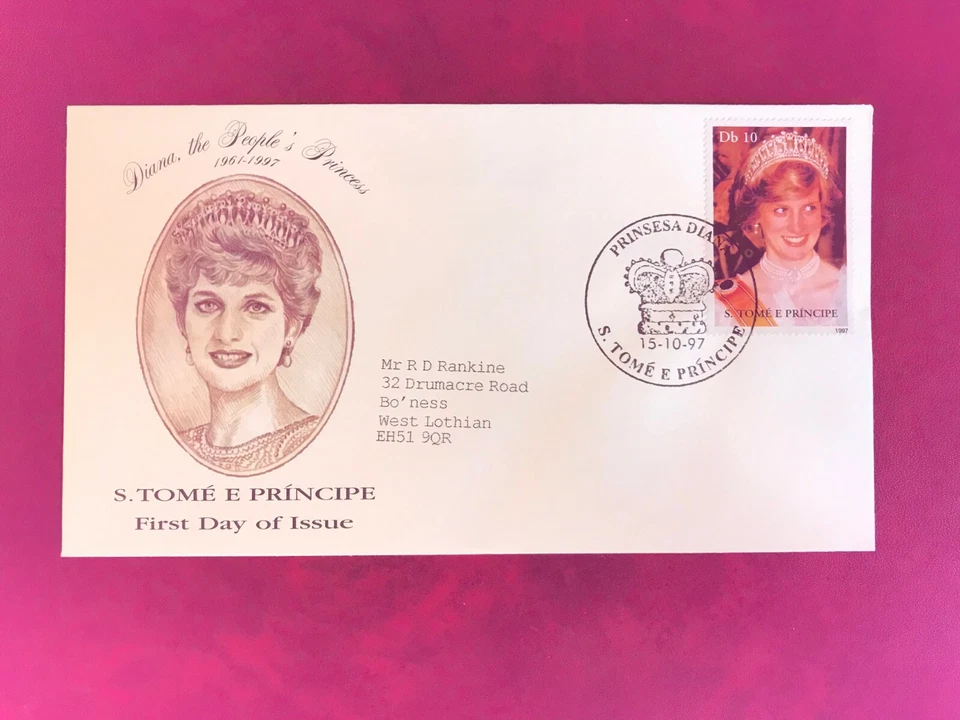 Diana, the People's Princess
1961-1997
Db 10
S. TOMÉ E PRÍNCIPE
1997
PRINSESA DIANA
15-10-97
S. TOMÉ E PRÍNCIPE
Mr R D Rankine
32 Drumacre Road
Bo'ness
West Lothian
EH51 9QR
S. TOMÉ E PRÍNCIPE
First Day of Issue